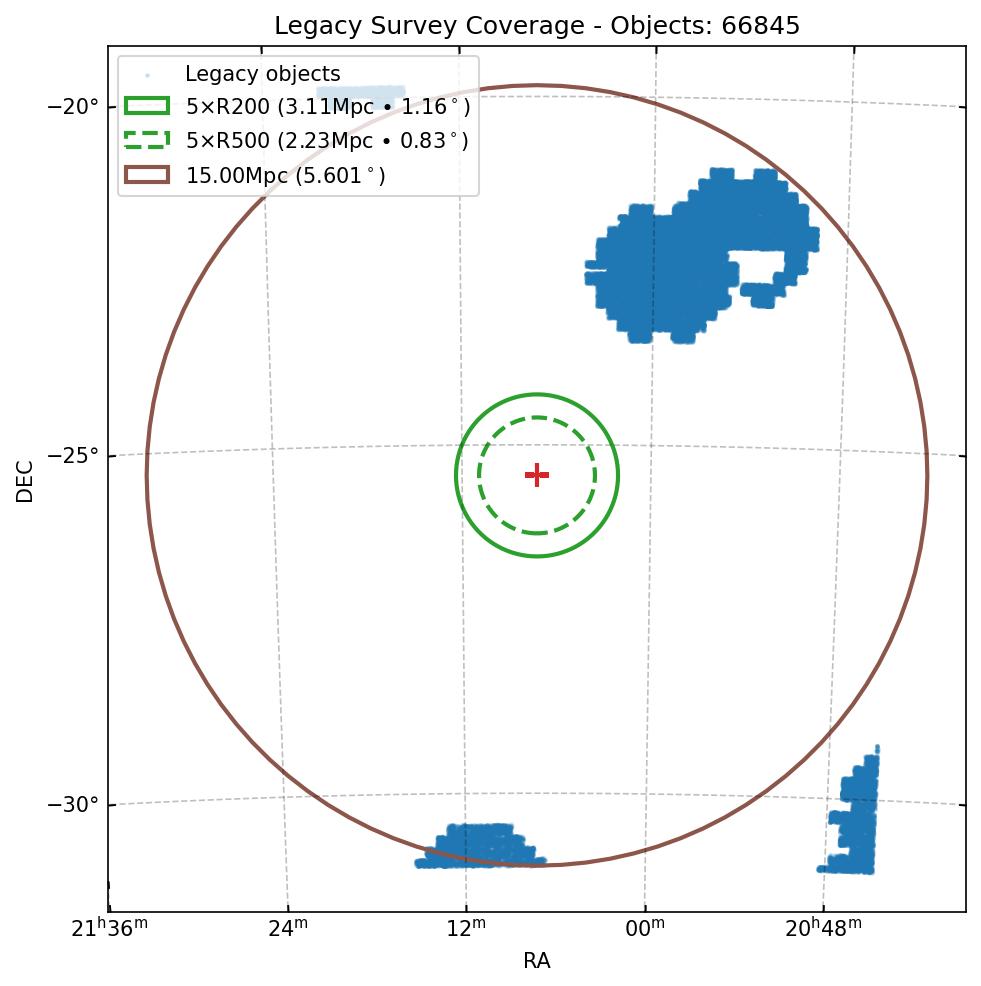 Legacy Survey Coverage - Objects: 66845
Legacy objects
5×R200 (3.11Mpc • 1.16°)
5×R500 (2.23Mpc • 0.83°)
15.00Mpc (5.601°)
−20°
−25°
−30°
DEC
21ʰ36ᵐ 24ᵐ 12ᵐ 00ᵐ 20ʰ48ᵐ
RA